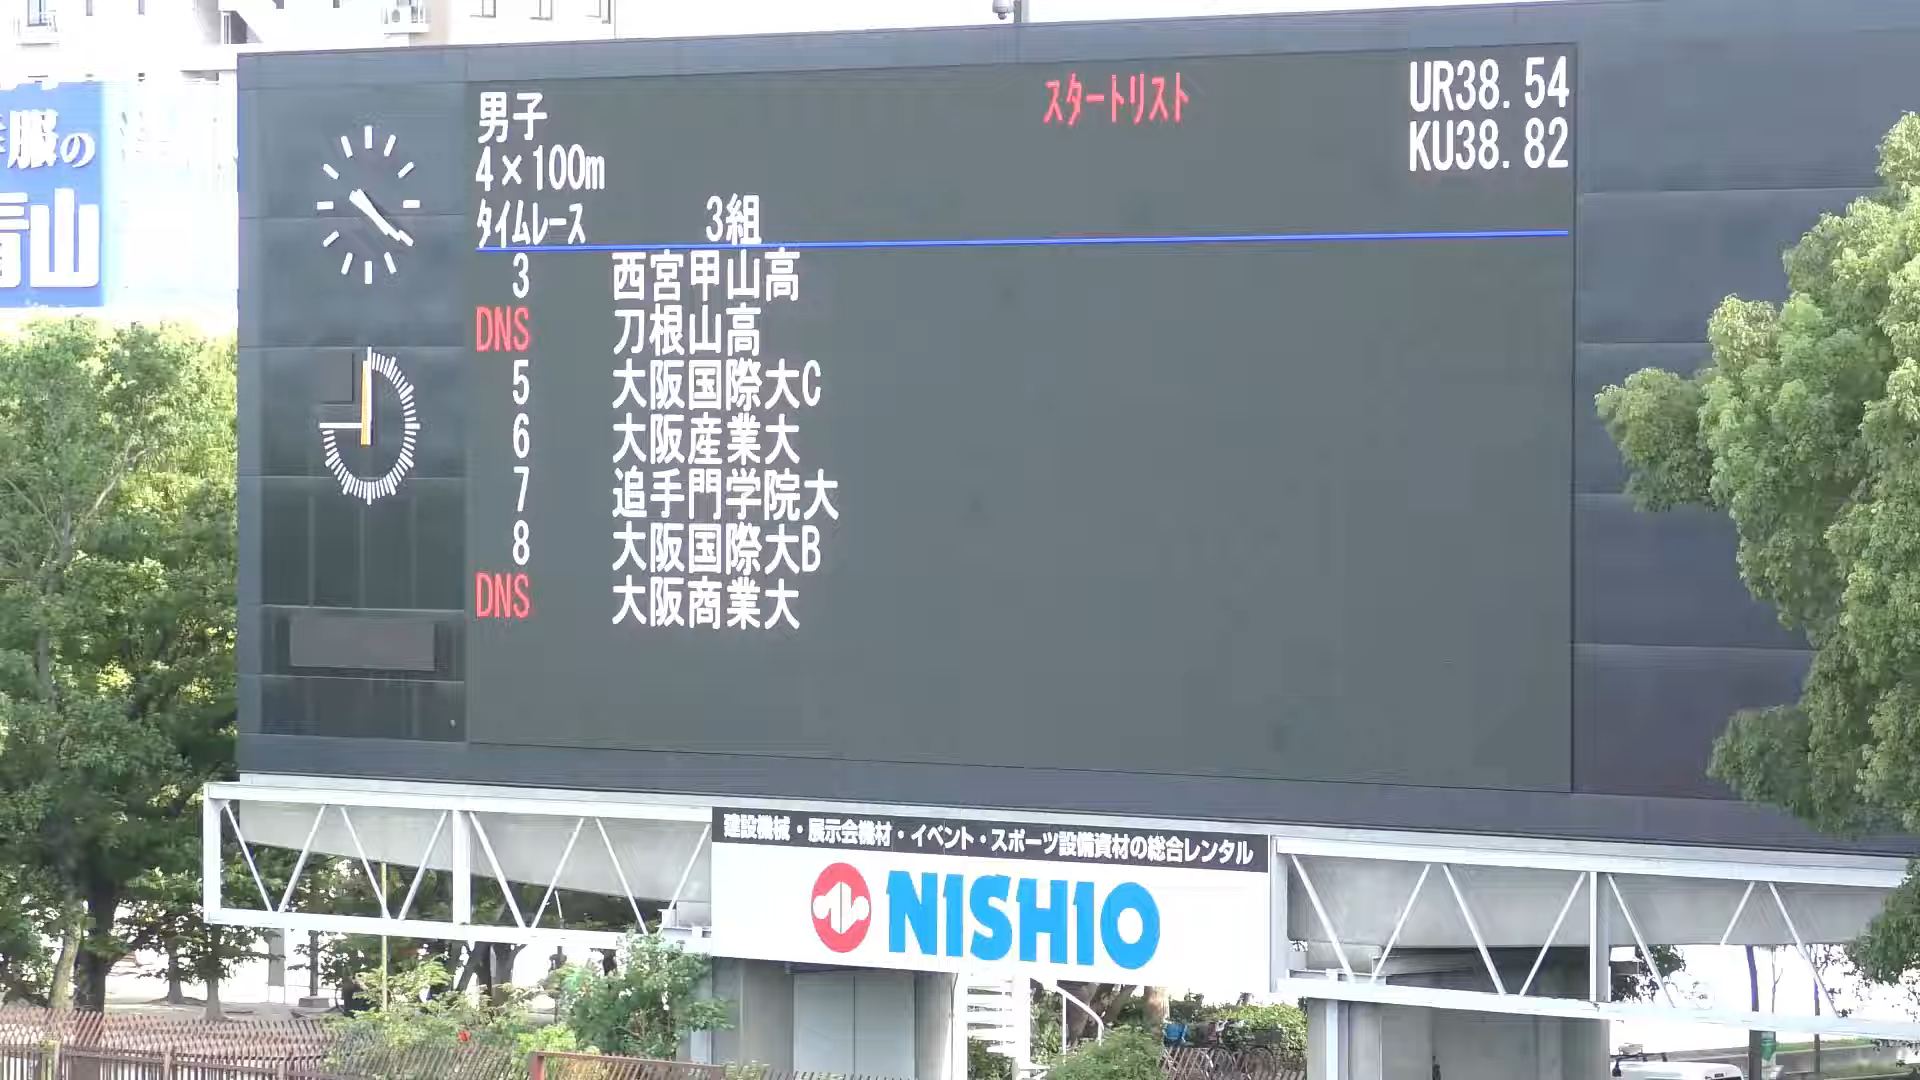 服の
青山
男子
スタートリスト
UR38.54
4×100m
KU38.82
タイムレース 3組
3 西宮甲山高
DNS 刀根山高
5 大阪国際大C
6 大阪産業大
7 追手門学院大
8 大阪国際大B
DNS 大阪商業大
建設機械・展示会機材・イベント・スポーツ設備資材の総合レンタル
NISHIO